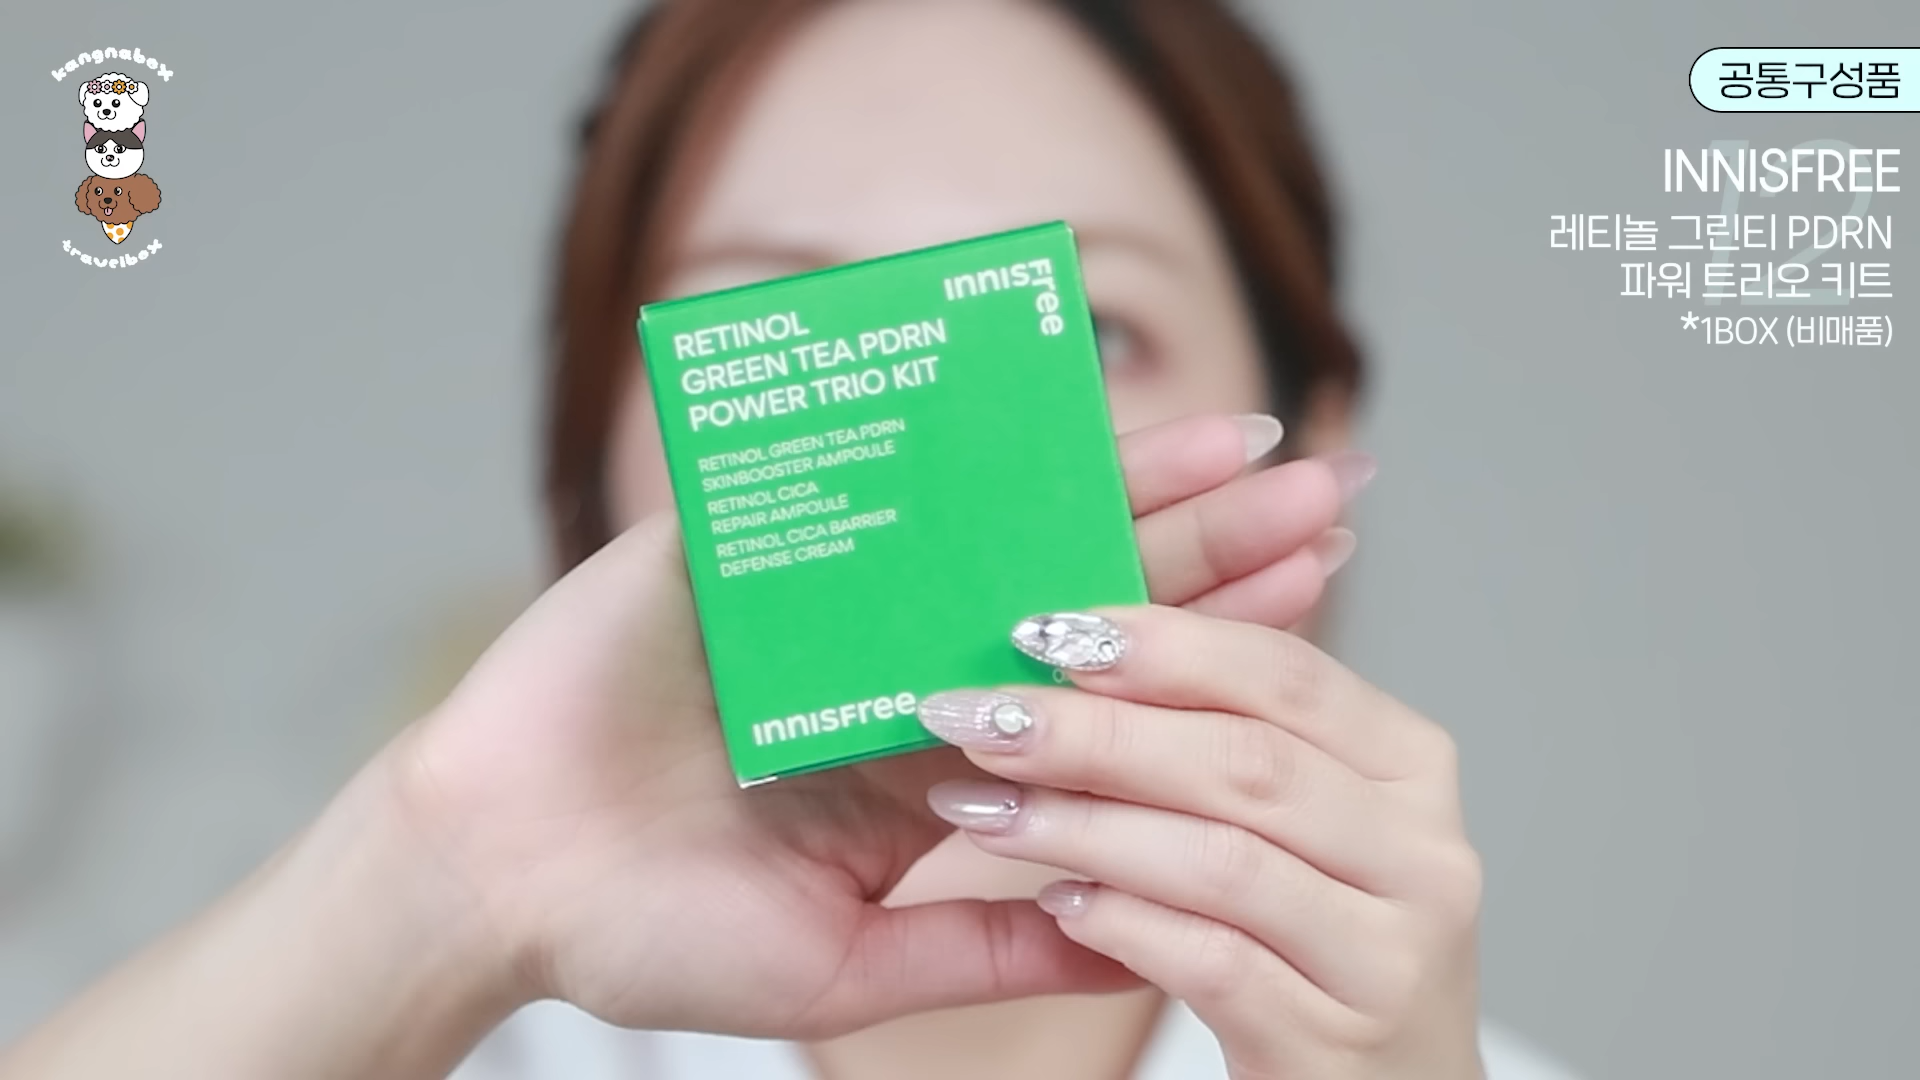 kangnabox
travelbox
공통구성품
12
INNISFREE
레티놀 그린티 PDRN
파워 트리오 키트
*1BOX (비매품)
innisfree
RETINOL
GREEN TEA PDRN
POWER TRIO KIT
RETINOL GREEN TEA PDRN
SKINBOOSTER AMPOULE
RETINOL CICA
REPAIR AMPOULE
RETINOL CICA BARRIER
DEFENSE CREAM
innisfree